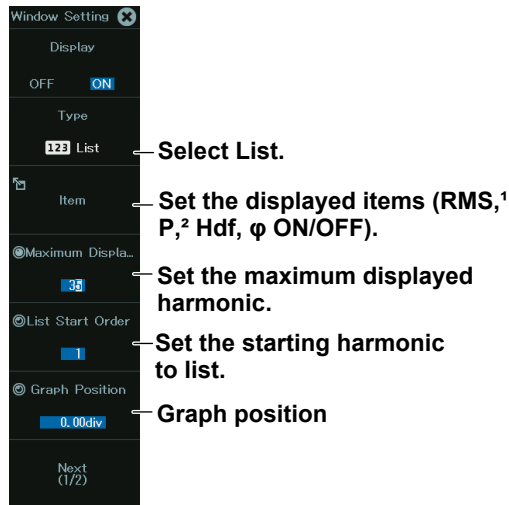 Window Setting
Display
OFF ON
Type
123 List
Select List.
Item
Set the displayed items (RMS,¹
P,² Hdf, φ ON/OFF).
Maximum Displa…
35
Set the maximum displayed
harmonic.
List Start Order
1
Set the starting harmonic
to list.
Graph Position
0.00div
Graph position
Next
(1/2)